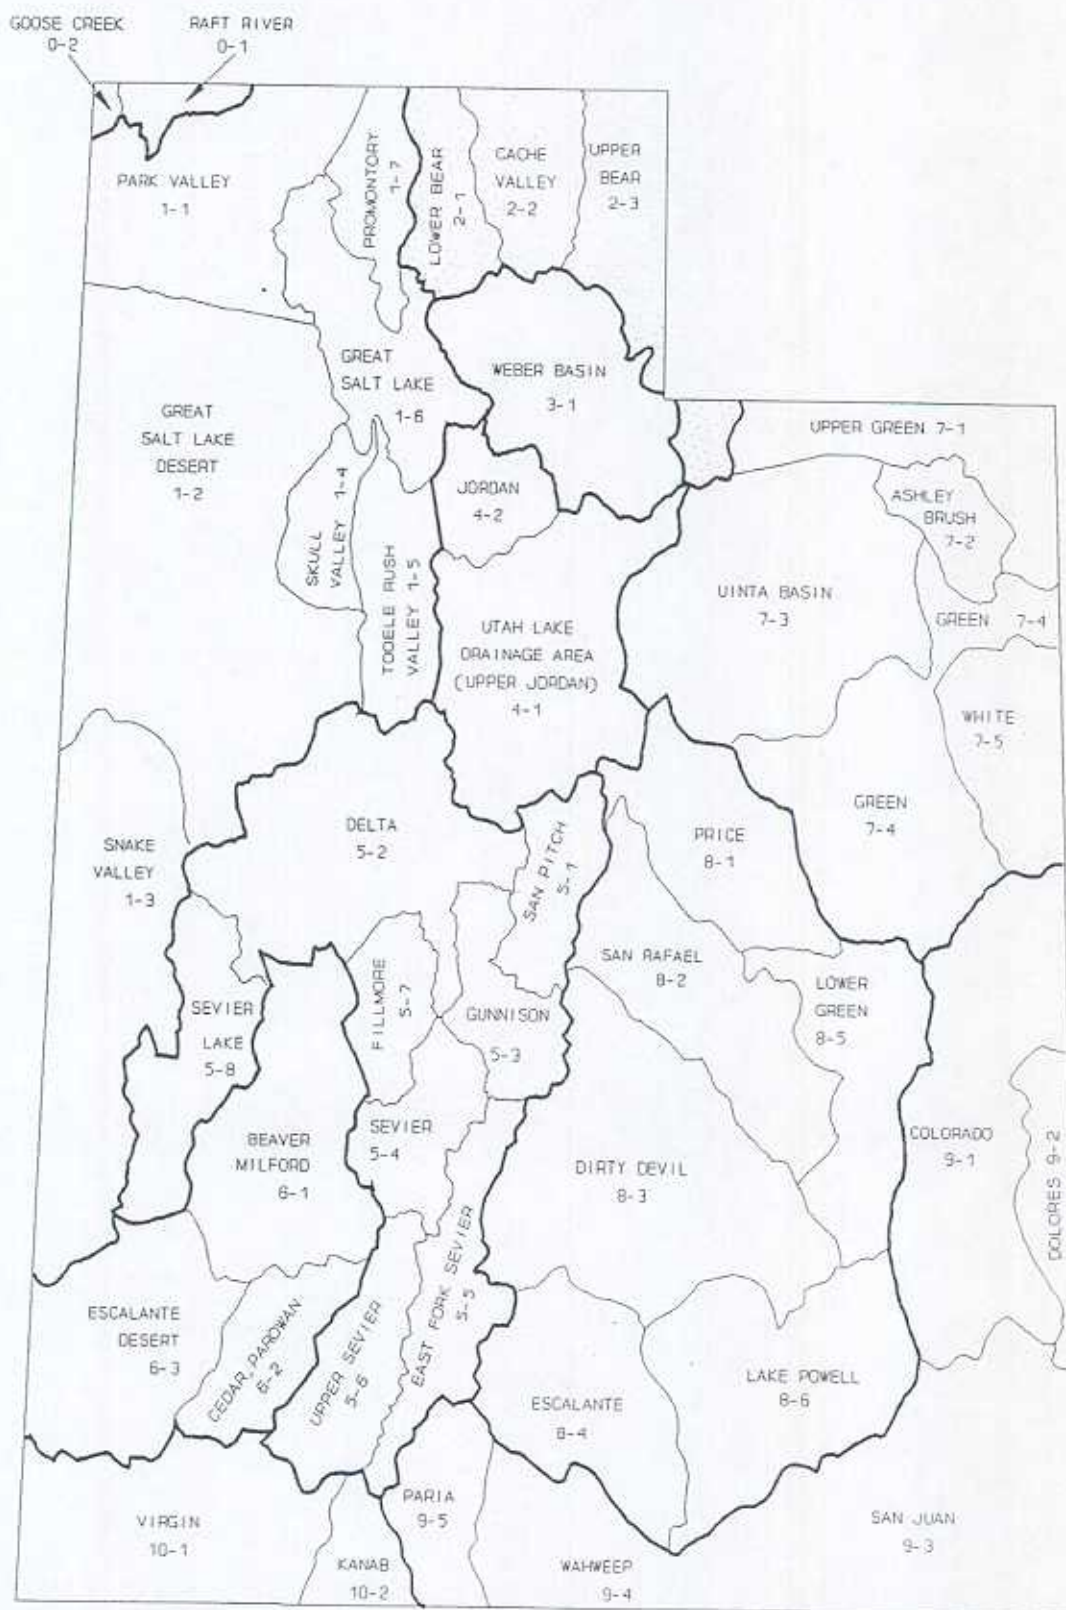 GOOSE CREEK
0-2
RAFT RIVER
0-1
PARK VALLEY
1-1
PROMONTORY
1-7
LOWER BEAR
2-1
CACHE
VALLEY
2-2
UPPER
BEAR
2-3
GREAT
SALT LAKE
1-6
WEBER BASIN
3-1
GREAT
SALT LAKE
DESERT
1-2
UPPER GREEN 7-1
SKULL
VALLEY 1-4
JORDAN
4-2
ASHLEY
BRUSH
7-2
TOOELE RUSH
VALLEY 1-5
UINTA BASIN
7-3
GREEN 7-4
UTAH LAKE
DRAINAGE AREA
(UPPER JORDAN)
4-1
WHITE
7-5
SNAKE
VALLEY
1-3
DELTA
5-2
SAN PITCH
5-1
PRICE
8-1
GREEN
7-4
SEVIER
LAKE
5-8
FILLMORE
5-7
GUNNISON
5-3
SAN RAFAEL
8-2
LOWER
GREEN
8-5
BEAVER
MILFORD
6-1
SEVIER
5-4
DIRTY DEVIL
8-3
COLORADO
9-1
DOLORES 9-2
ESCALANTE
DESERT
6-3
CEDAR, PAROWAN
6-2
UPPER SEVIER
5-6
EAST FORK SEVIER
5-5
ESCALANTE
8-4
LAKE POWELL
8-6
VIRGIN
10-1
KANAB
10-2
PARIA
9-5
WAHWEEP
9-4
SAN JUAN
9-3